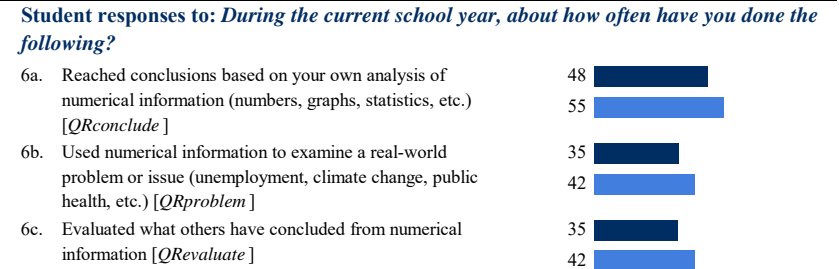 Student responses to: During the current school year, about how often have you done the
following?
6a. Reached conclusions based on your own analysis of 48
numerical information (numbers, graphs, statistics, etc.) 55
[QRconclude ]
6b. Used numerical information to examine a real-world 35
problem or issue (unemployment, climate change, public 42
health, etc.) [QRproblem ]
6c. Evaluated what others have concluded from numerical 35
information [QRevaluate ] 42